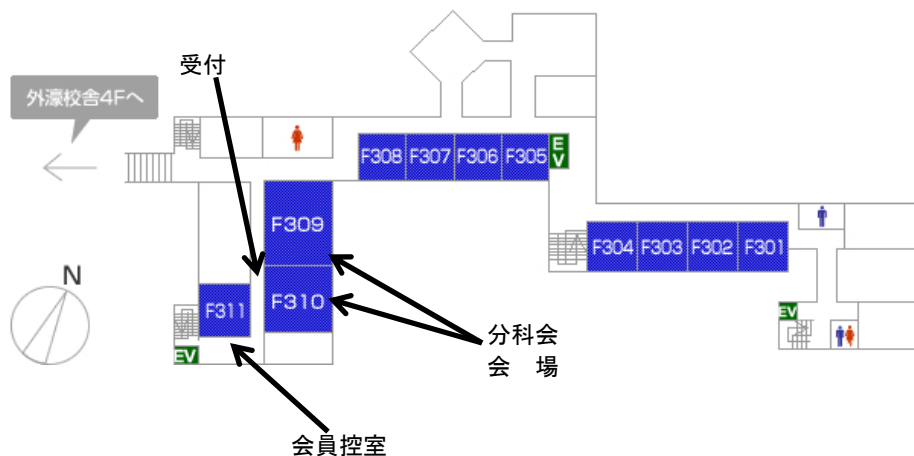 受付
外濠校舎4Fへ
F308 F307 F306 F305 EV
F309
F304 F303 F302 F301
N
F311 F310
EV
EV
分科会
会　場
会員控室